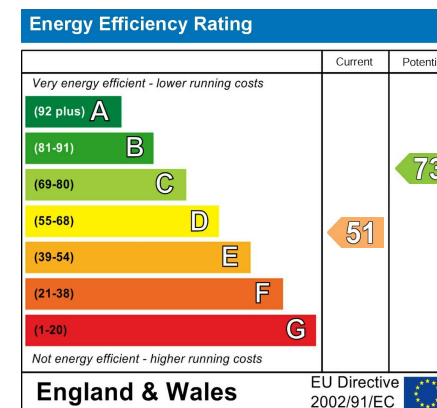 Energy Efficiency Rating
Current Potenti
Very energy efficient - lower running costs
(92 plus) A
(81-91) B
(69-80) C
73
(55-68) D
51
(39-54) E
(21-38) F
(1-20) G
Not energy efficient - higher running costs
England & Wales
EU Directive
2002/91/EC